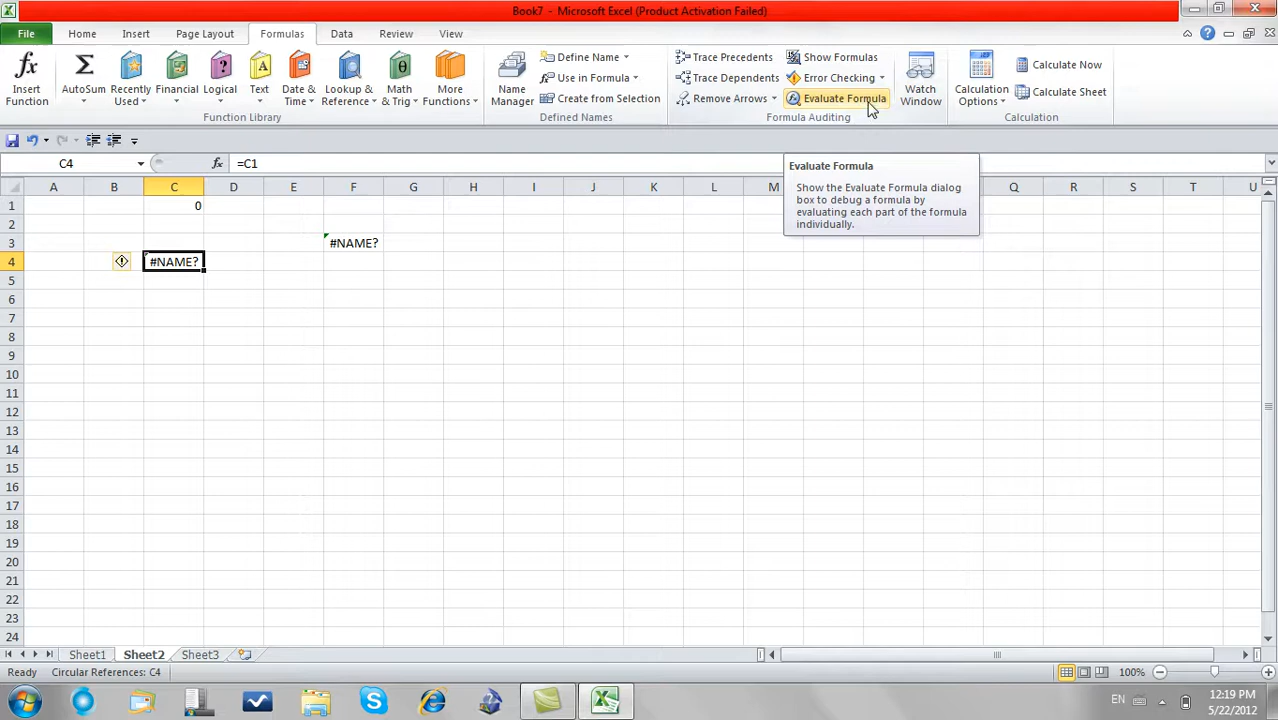 Book7 - Microsoft Excel (Product Activation Failed)
File Home Insert Page Layout Formulas Data Review View
fx Σ A ? θ
Insert Function
AutoSum
Recently Used
Financial
Logical
Text
Date & Time
Lookup & Reference
Math & Trig
More Functions
Function Library
Name Manager
Define Name
Use in Formula
Create from Selection
Defined Names
Trace Precedents
Trace Dependents
Remove Arrows
Show Formulas
Error Checking
Evaluate Formula
Formula Auditing
Watch Window
Calculation Options
Calculate Now
Calculate Sheet
Calculation
C4 fx =C1
Evaluate Formula
Show the Evaluate Formula dialog
box to debug a formula by
evaluating each part of the formula
individually.
A B C D E F G H I J K L M Q R S T U
1 0
2
3 #NAME?
4 #NAME?
5
6
7
8
9
10
11
12
13
14
15
16
17
18
19
20
21
22
23
24
Sheet1 Sheet2 Sheet3
Ready Circular References: C4 100%
EN 12:19 PM
5/22/2012